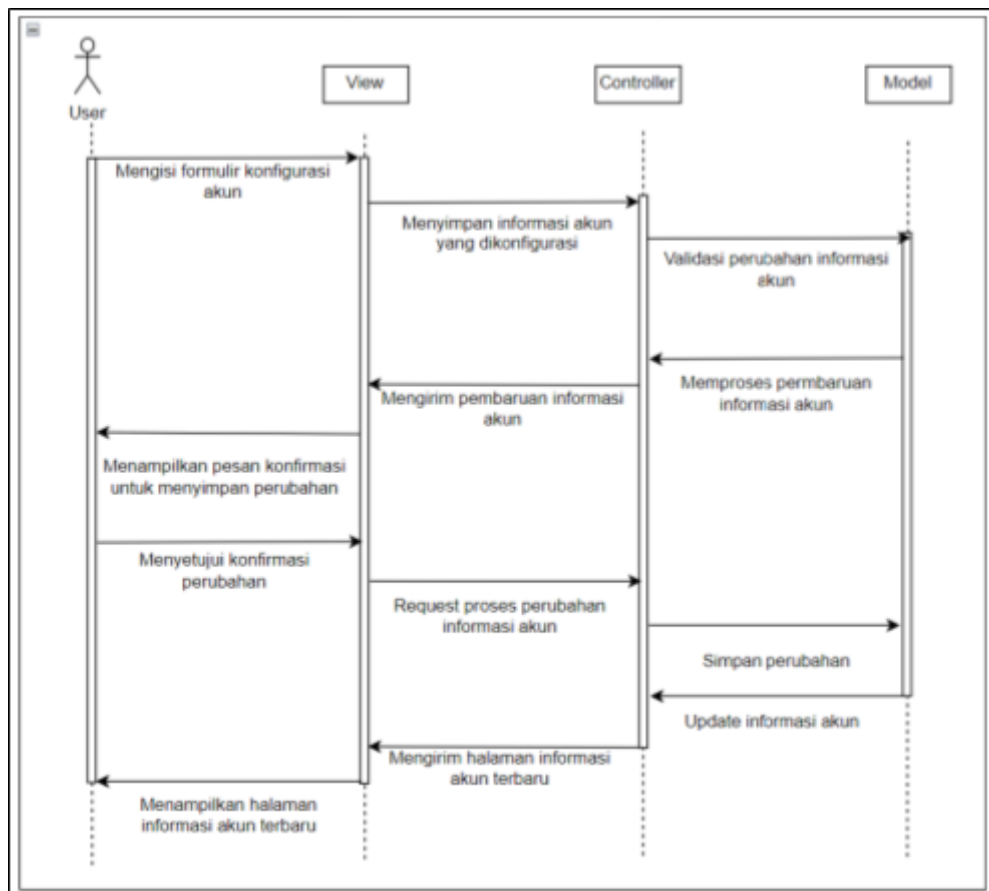 User
View
Controller
Model
Mengisi formulir konfigurasi
akun
Menyimpan informasi akun
yang dikonfigurasi
Validasi perubahan informasi
akun
Memproses permbaruan
informasi akun
Mengirim pembaruan informasi
akun
Menampilkan pesan konfirmasi
untuk menyimpan perubahan
Menyetujui konfirmasi
perubahan
Request proses perubahan
informasi akun
Simpan perubahan
Update informasi akun
Mengirim halaman informasi
akun terbaru
Menampilkan halaman
informasi akun terbaru